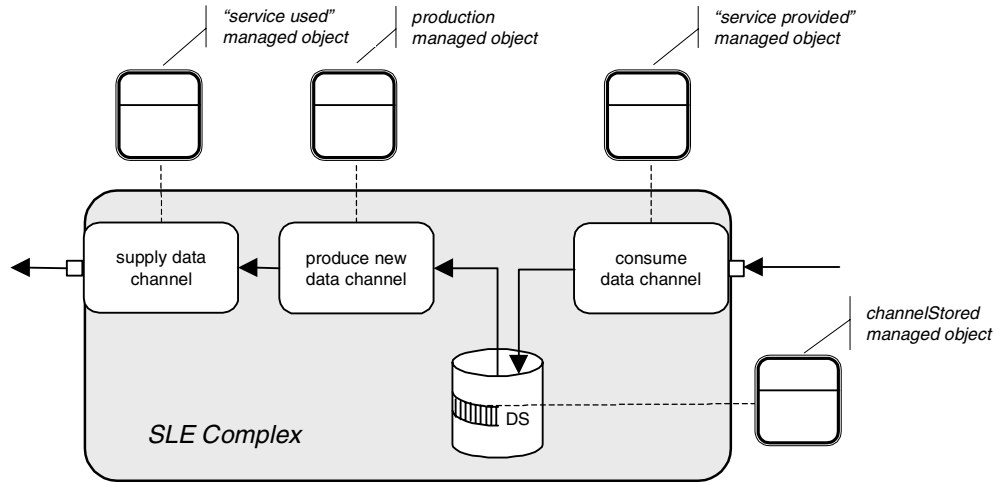 “service used”
managed object
production
managed object
“service provided”
managed object
supply data
channel
produce new
data channel
consume
data channel
channelStored
managed object
DS
SLE Complex